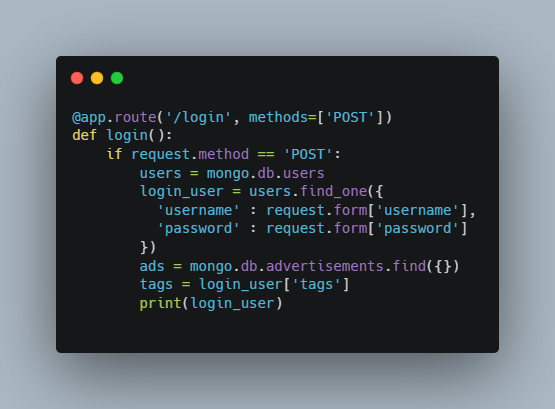 @app.route('/login', methods=['POST'])
def login():
    if request.method == 'POST':
        users = mongo.db.users
        login_user = users.find_one({
          'username' : request.form['username'],
          'password' : request.form['password']
        })
        ads = mongo.db.advertisements.find({})
        tags = login_user['tags']
        print(login_user)